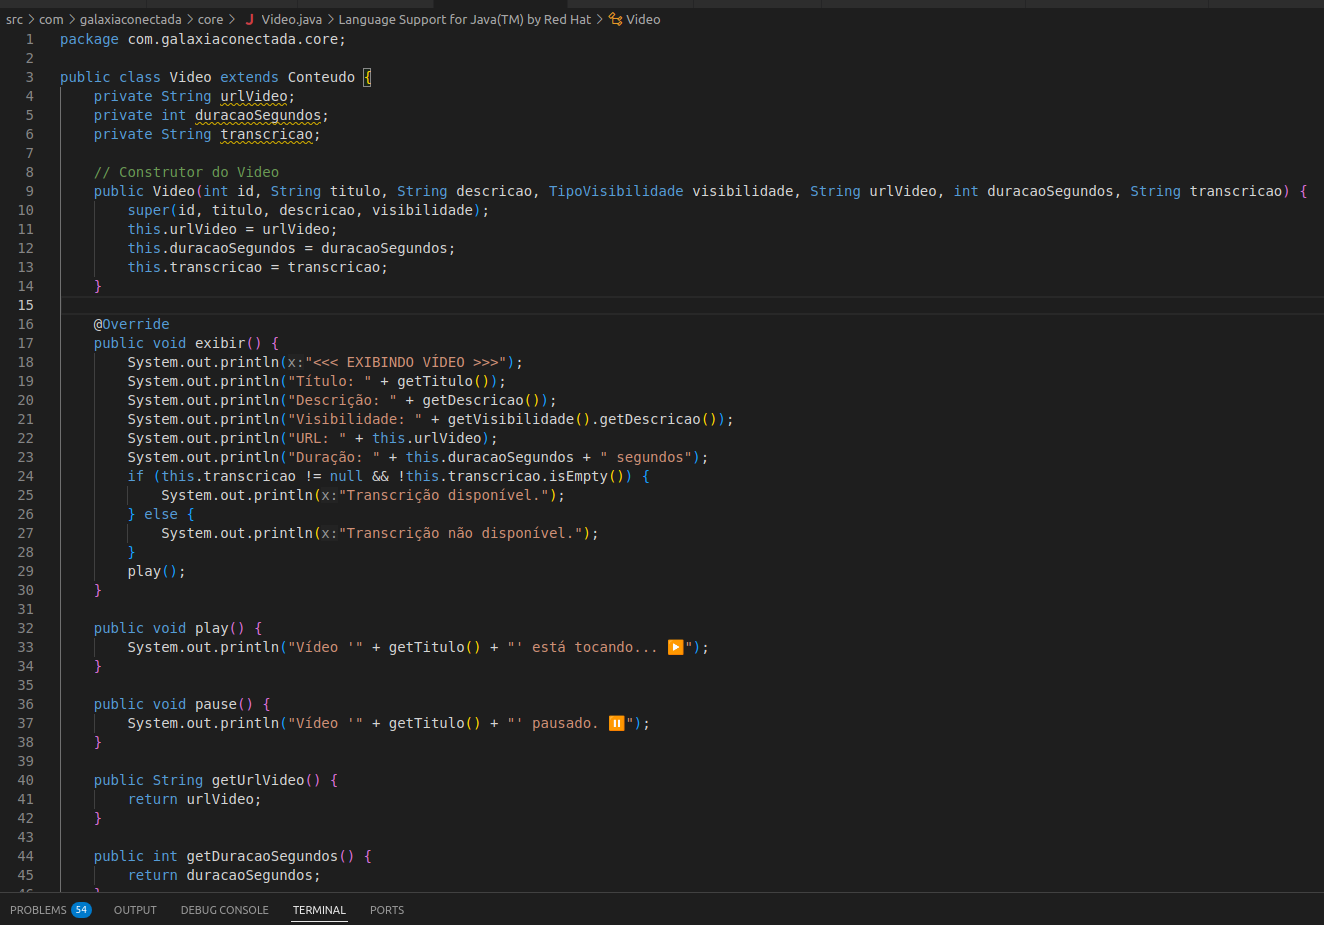 src > com > galaxiaconectada > core > J Video.java > Language Support for Java(TM) by Red Hat > Video
1 package com.galaxiaconectada.core;
2
3 public class Video extends Conteudo {
4 private String urlVideo;
5 private int duracaoSegundos;
6 private String transcricao;
7
8 // Construtor do Video
9 public Video(int id, String titulo, String descricao, TipoVisibilidade visibilidade, String urlVideo, int duracaoSegundos, String transcricao) {
10 super(id, titulo, descricao, visibilidade);
11 this.urlVideo = urlVideo;
12 this.duracaoSegundos = duracaoSegundos;
13 this.transcricao = transcricao;
14 }
15
16 @Override
17 public void exibir() {
18 System.out.println(x:"<<< EXIBINDO VÍDEO >>>");
19 System.out.println("Título: " + getTitulo());
20 System.out.println("Descrição: " + getDescricao());
21 System.out.println("Visibilidade: " + getVisibilidade().getDescricao());
22 System.out.println("URL: " + this.urlVideo);
23 System.out.println("Duração: " + this.duracaoSegundos + " segundos");
24 if (this.transcricao != null && !this.transcricao.isEmpty()) {
25 System.out.println(x:"Transcrição disponível.");
26 } else {
27 System.out.println(x:"Transcrição não disponível.");
28 }
29 play();
30 }
31
32 public void play() {
33 System.out.println("Vídeo '" + getTitulo() + "' está tocando... ▶️");
34 }
35
36 public void pause() {
37 System.out.println("Vídeo '" + getTitulo() + "' pausado. ⏸️");
38 }
39
40 public String getUrlVideo() {
41 return urlVideo;
42 }
43
44 public int getDuracaoSegundos() {
45 return duracaoSegundos;
PROBLEMS 54 OUTPUT DEBUG CONSOLE TERMINAL PORTS